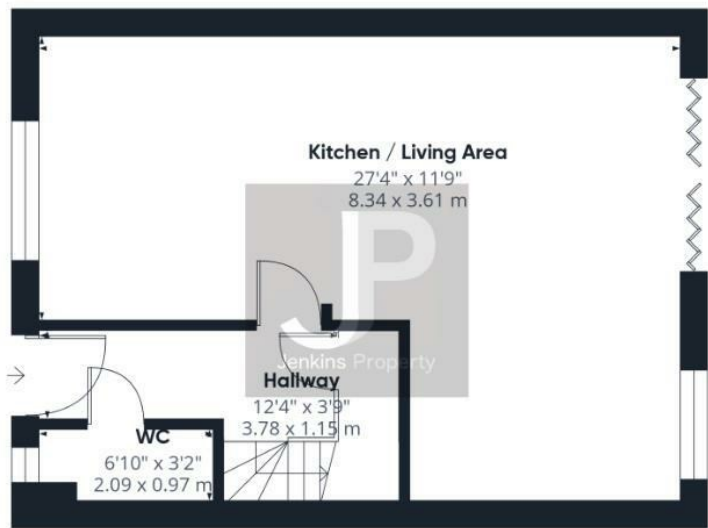 Kitchen / Living Area
27'4" x 11'9"
8.34 x 3.61 m
JP
Jenkins Property
Hallway
12'4" x 3'9"
3.78 x 1.15 m
WC
6'10" x 3'2"
2.09 x 0.97 m